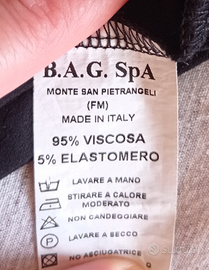 B.A.G. SpA
MONTE SAN PIETRANGELI
(FM)
MADE IN ITALY
95% VISCOSA
5% ELASTOMERO
LAVARE A MANO
STIRARE A CALORE
MODERATO
NON CANDEGGIARE
P LAVARE A SECCO
NO ASCIUGATRICE